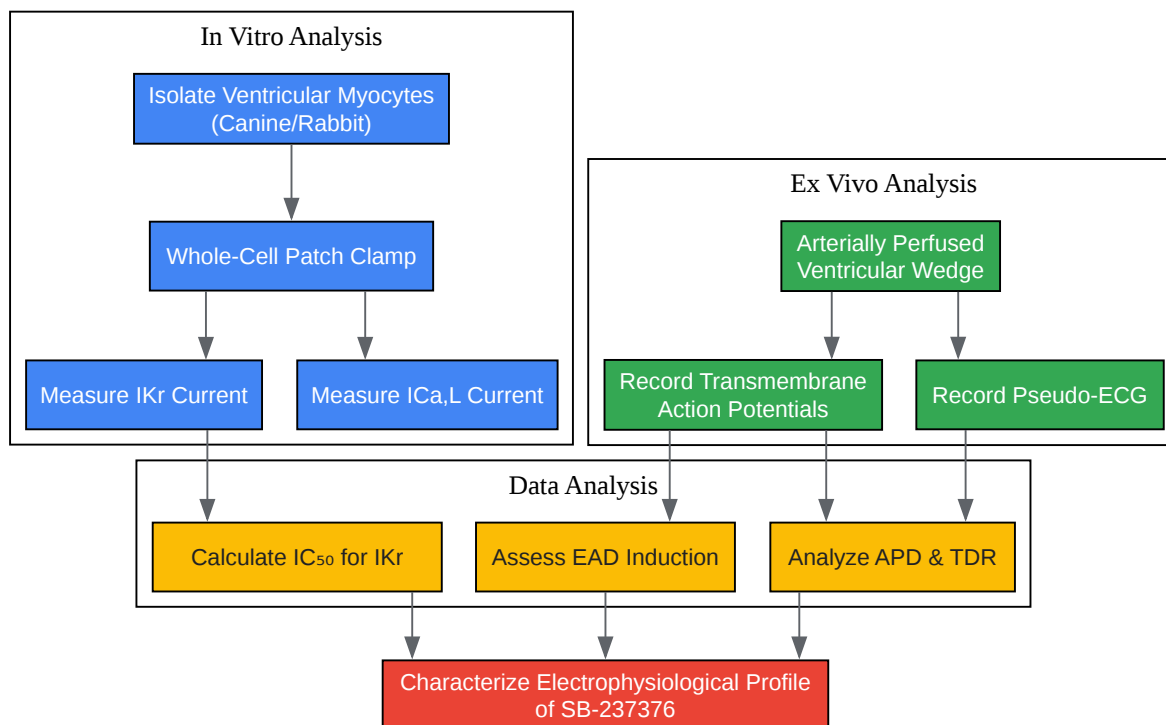 In Vitro Analysis
Isolate Ventricular Myocytes
(Canine/Rabbit)
Whole-Cell Patch Clamp
Measure IKr Current
Measure ICa,L Current
Ex Vivo Analysis
Arterially Perfused
Ventricular Wedge
Record Transmembrane
Action Potentials
Record Pseudo-ECG
Data Analysis
Calculate IC₅₀ for IKr
Assess EAD Induction
Analyze APD & TDR
Characterize Electrophysiological Profile
of SB-237376